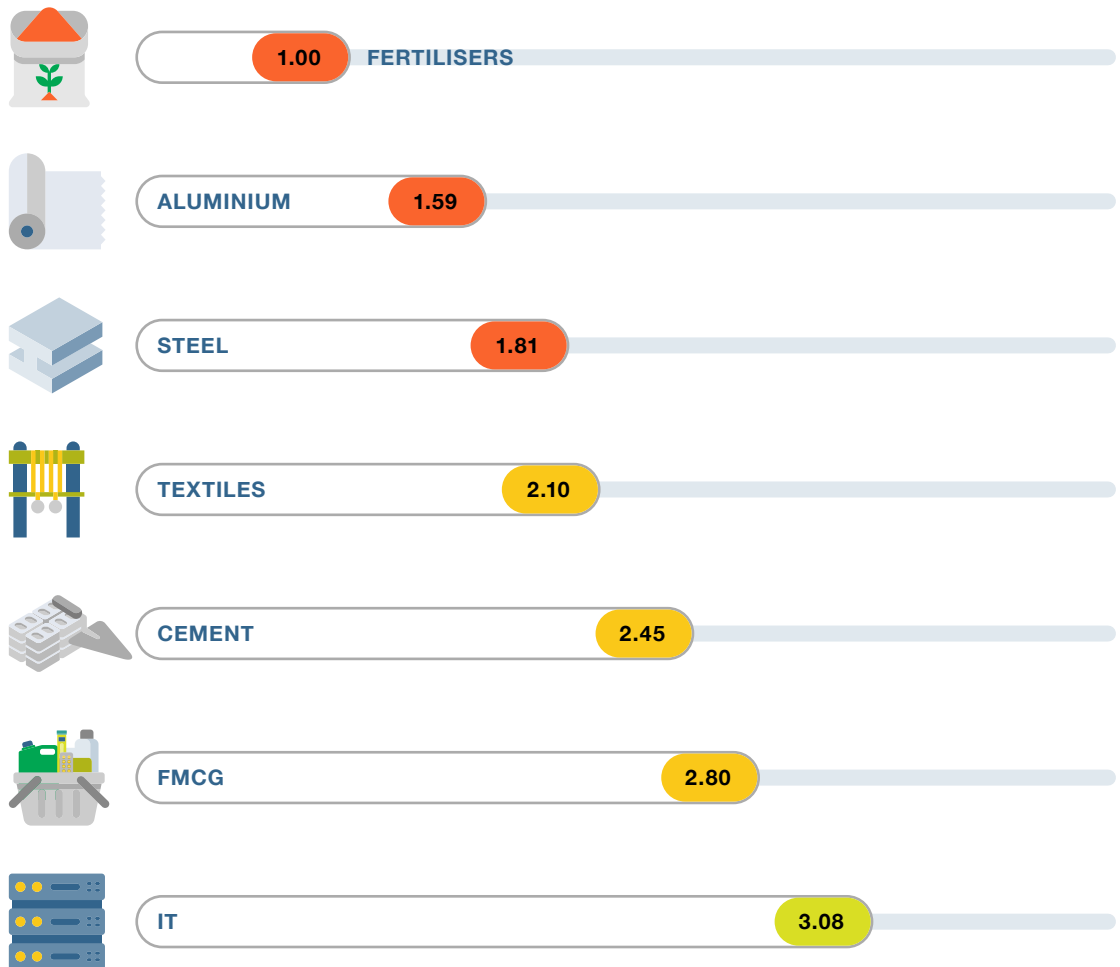 1.00 FERTILISERS
ALUMINIUM 1.59
STEEL 1.81
TEXTILES 2.10
CEMENT 2.45
FMCG 2.80
IT 3.08